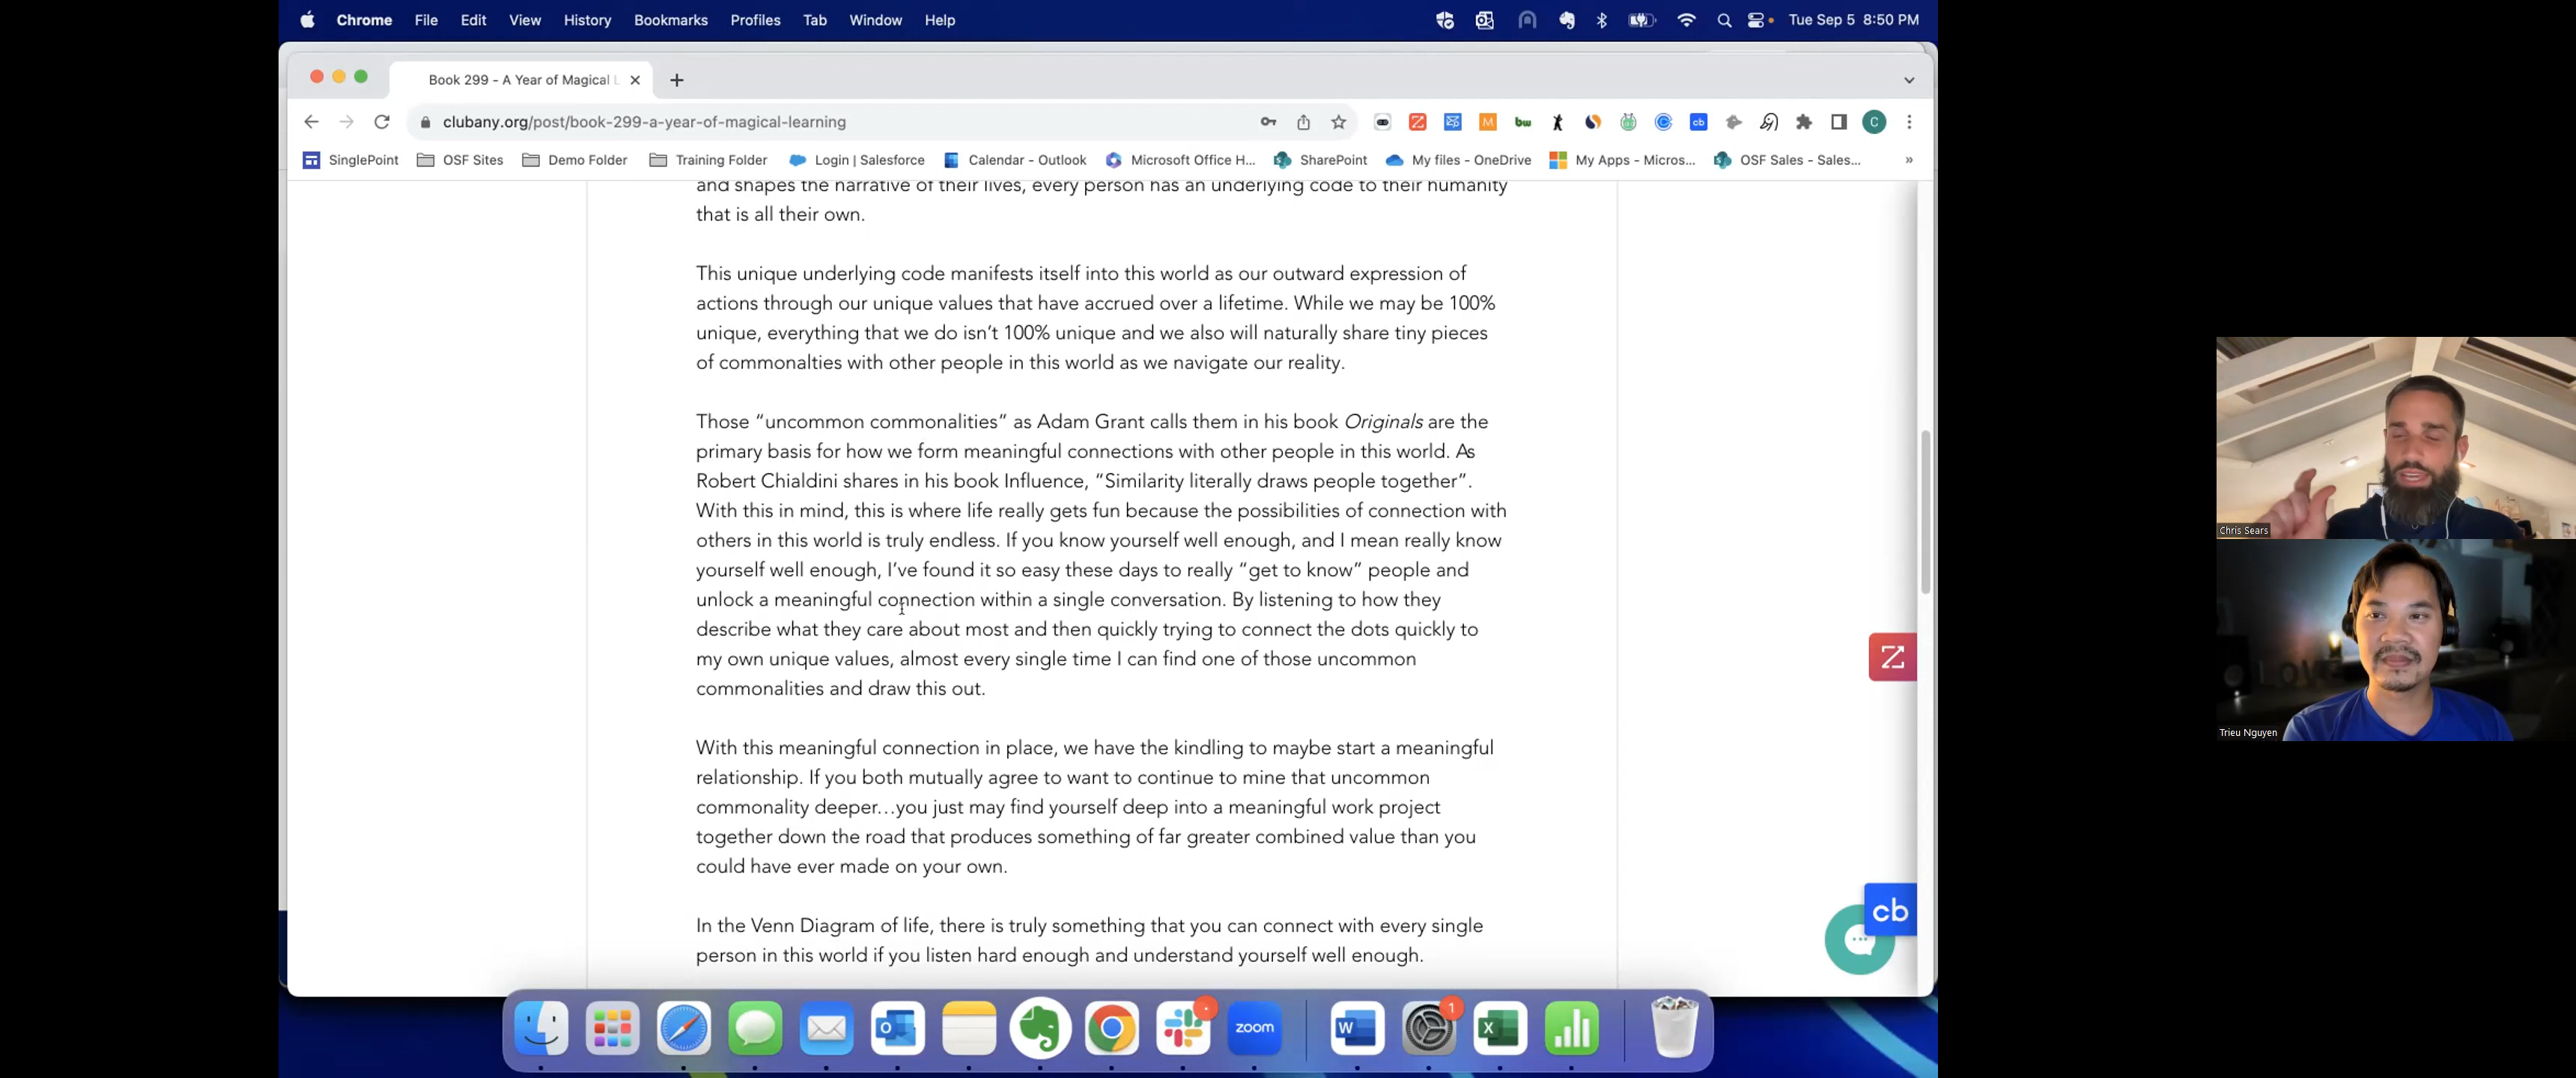 Chrome File Edit View History Bookmarks Profiles Tab Window Help Tue Sep 5 8:50 PM
Book 299 - A Year of Magical
clubany.org/post/book-299-a-year-of-magical-learning
SinglePoint OSF Sites Demo Folder Training Folder Login | Salesforce Calendar - Outlook Microsoft Office H... SharePoint My files - OneDrive My Apps - Micros... OSF Sales - Sales... »
and shapes the narrative of their lives, every person has an underlying code to their humanity
that is all their own.
This unique underlying code manifests itself into this world as our outward expression of
actions through our unique values that have accrued over a lifetime. While we may be 100%
unique, everything that we do isn't 100% unique and we also will naturally share tiny pieces
of commonalties with other people in this world as we navigate our reality.
Those “uncommon commonalities” as Adam Grant calls them in his book Originals are the
primary basis for how we form meaningful connections with other people in this world. As
Robert Chialdini shares in his book Influence, “Similarity literally draws people together”.
With this in mind, this is where life really gets fun because the possibilities of connection with
others in this world is truly endless. If you know yourself well enough, and I mean really know
yourself well enough, I've found it so easy these days to really “get to know” people and
unlock a meaningful connection within a single conversation. By listening to how they
describe what they care about most and then quickly trying to connect the dots quickly to
my own unique values, almost every single time I can find one of those uncommon
commonalities and draw this out.
With this meaningful connection in place, we have the kindling to maybe start a meaningful
relationship. If you both mutually agree to want to continue to mine that uncommon
commonality deeper...you just may find yourself deep into a meaningful work project
together down the road that produces something of far greater combined value than you
could have ever made on your own.
In the Venn Diagram of life, there is truly something that you can connect with every single
person in this world if you listen hard enough and understand yourself well enough.
Chris Sears
Trieu Nguyen
LOVE
M
bw
cb
C
cb
O
zoom
W
1
X